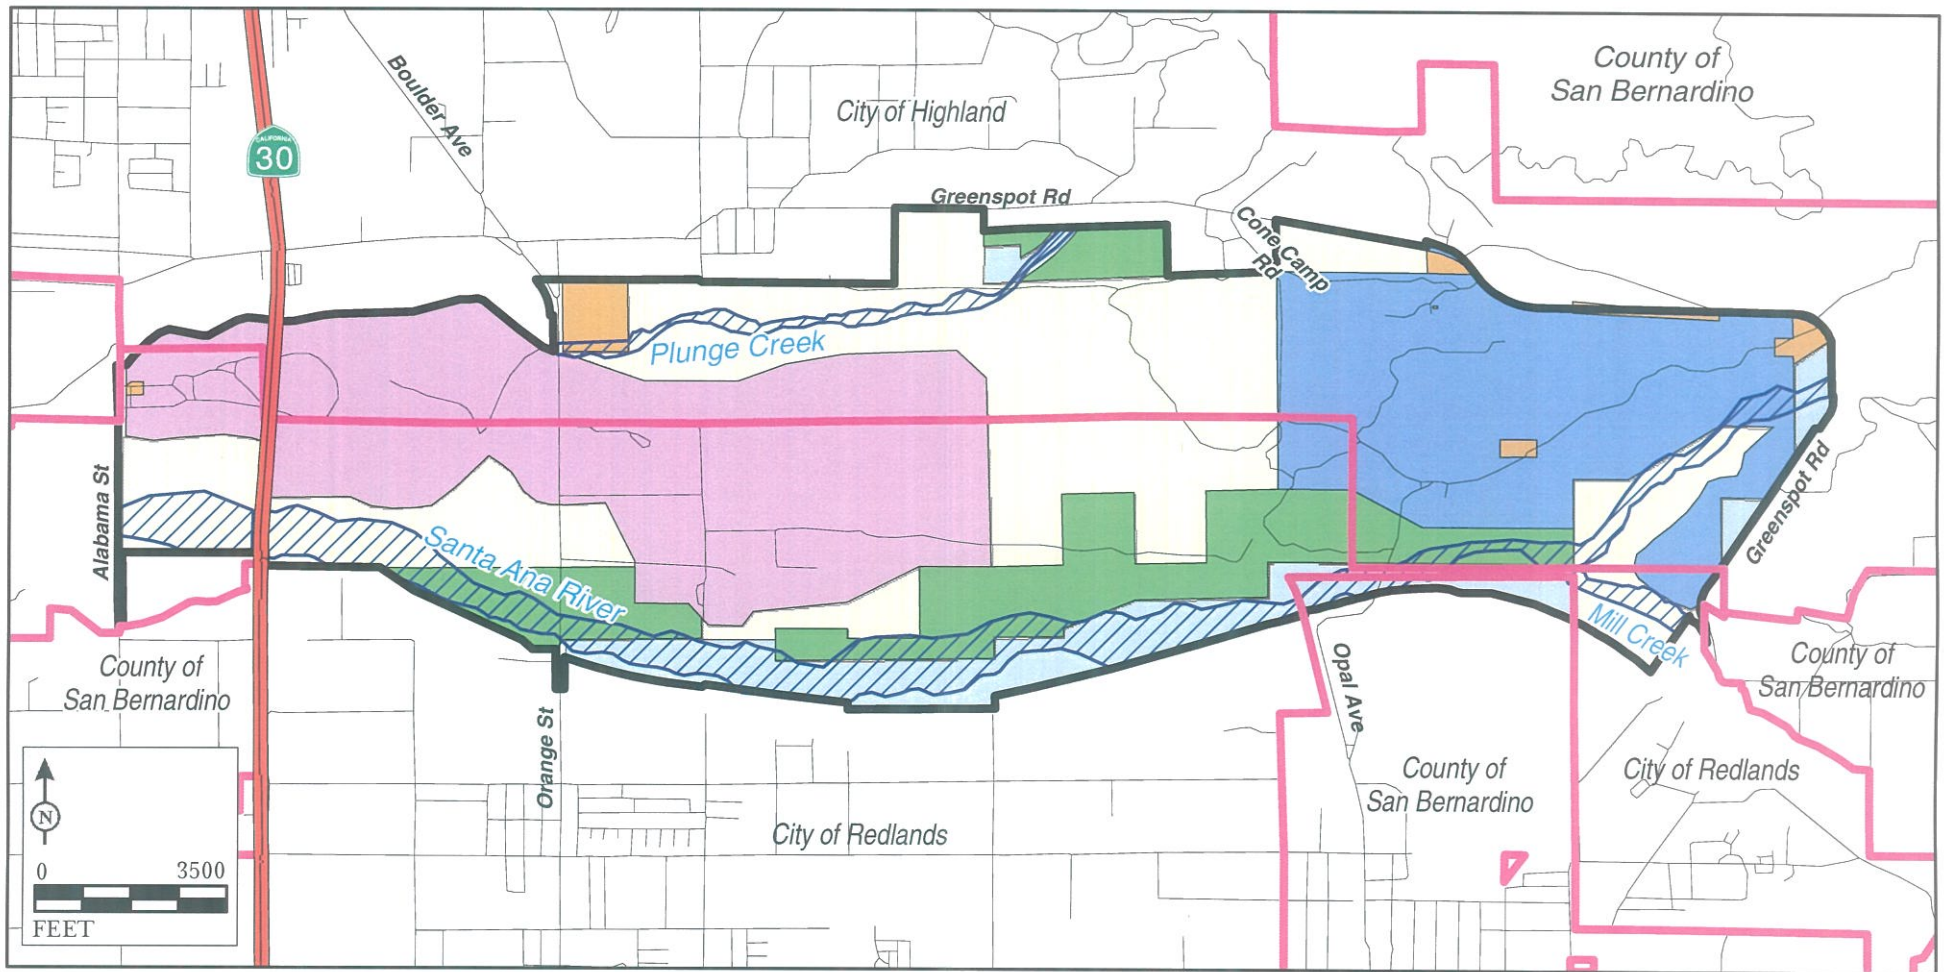 County of
San Bernardino
Boulder Ave
City of Highland
CALIFORNIA
30
Greenspot Rd
Cone Camp
Rd
Plunge Creek
Alabama St
Santa Ana River
Greenspot Rd
Mill Creek
County of
San Bernardino
Opal Ave
County of
San Bernardino
Orange St
County of
San Bernardino
City of Redlands
City of Redlands
N
0 3500
FEET